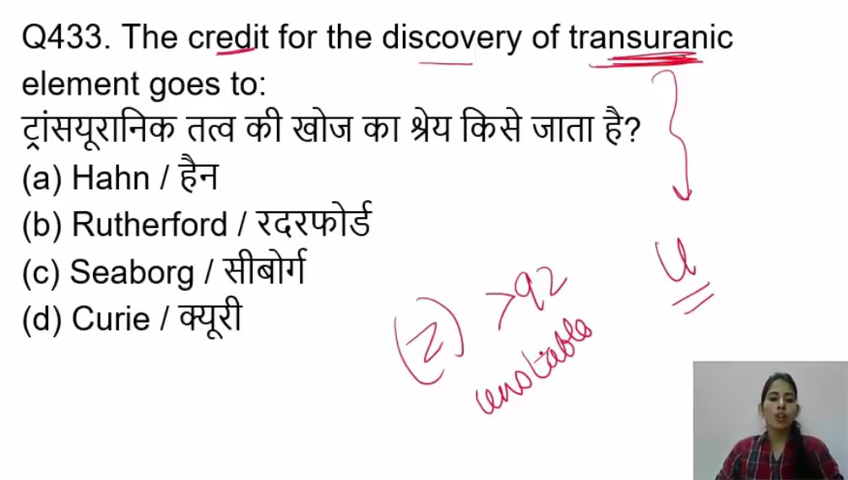 Q433. The credit for the discovery of transuranic
element goes to:
ट्रांसयूरानिक तत्व की खोज का श्रेय किसे जाता है?
(a) Hahn / हैन
(b) Rutherford / रदरफोर्ड
(c) Seaborg / सीबोर्ग
(d) Curie / क्यूरी
U
(Z) >92
unstable